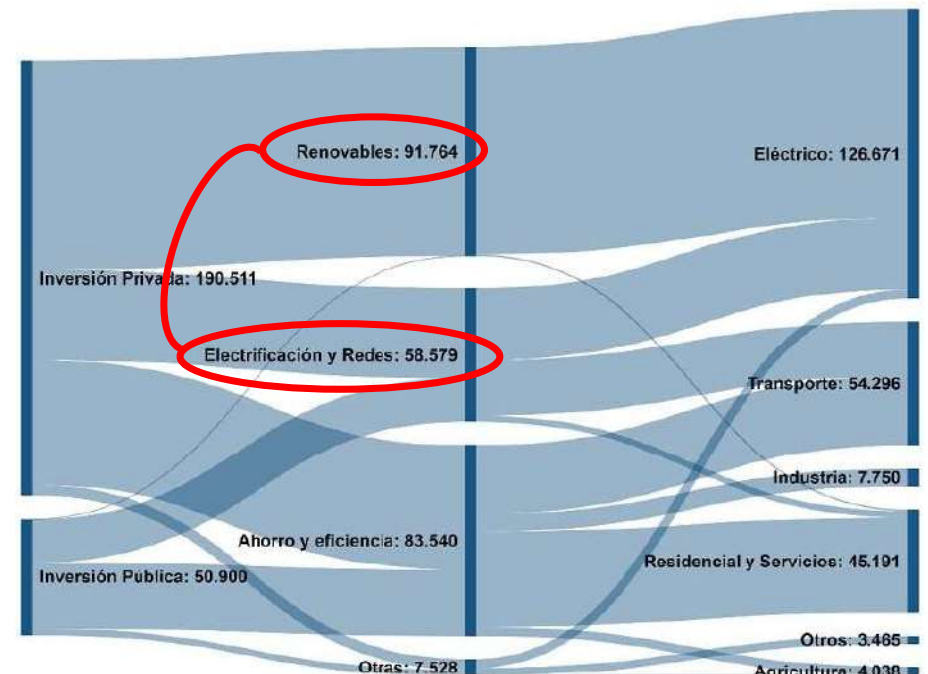 Renovables: 91.764
Eléctrico: 126.671
Inversión Privada: 190.511
Electrificación y Redes: 58.579
Transporte: 54.296
Industria: 7.750
Ahorro y eficiencia: 83.540
Residencial y Servicios: 45.191
Inversión Pública: 50.900
Otros: 3.465
Otras: 7.528
Agricultura: 4.038